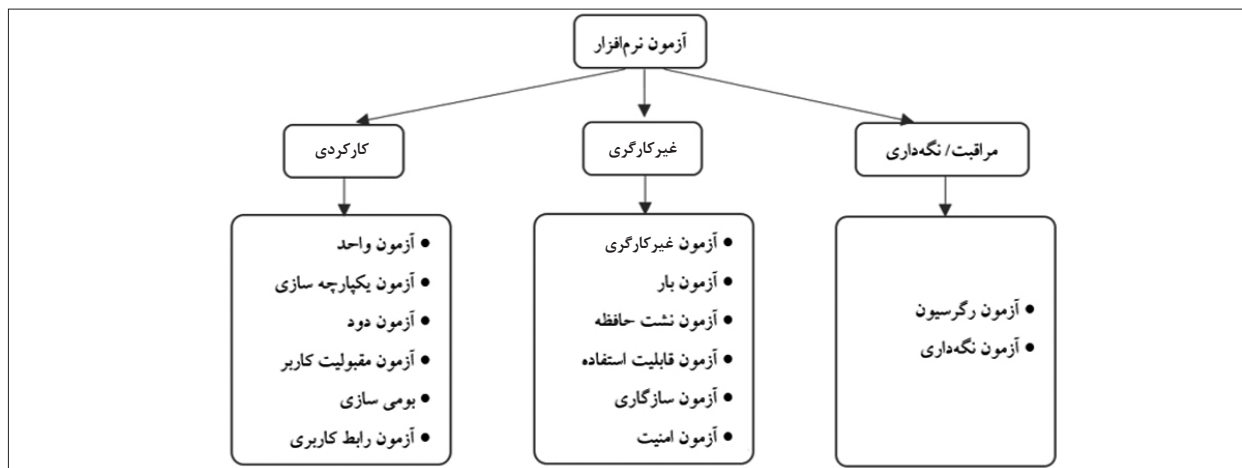 آزمون نرم‌افزار
مراقبت/ نگه‌داری
غیرکارگری
کارکردی
• آزمون رگرسیون
• آزمون نگه‌داری
• آزمون غیرکارگری
• آزمون بار
• آزمون نشت حافظه
• آزمون قابلیت استفاده
• آزمون سازگاری
• آزمون امنیت
• آزمون واحد
• آزمون یکپارچه سازی
• آزمون دود
• آزمون مقبولیت کاربر
• بومی سازی
• آزمون رابط کاربری